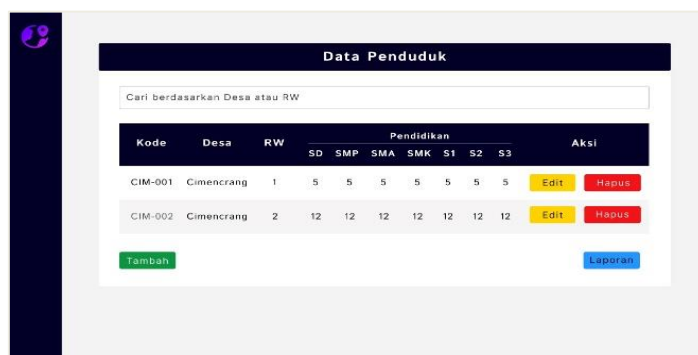 Data Penduduk
Cari berdasarkan Desa atau RW
Kode Desa RW Pendidikan Aksi
SD SMP SMA SMK S1 S2 S3
CIM-001 Cimencrang 1 5 5 5 5 5 5 5 Edit Hapus
CIM-002 Cimencrang 2 12 12 12 12 12 12 12 Edit Hapus
Tambah Laporan